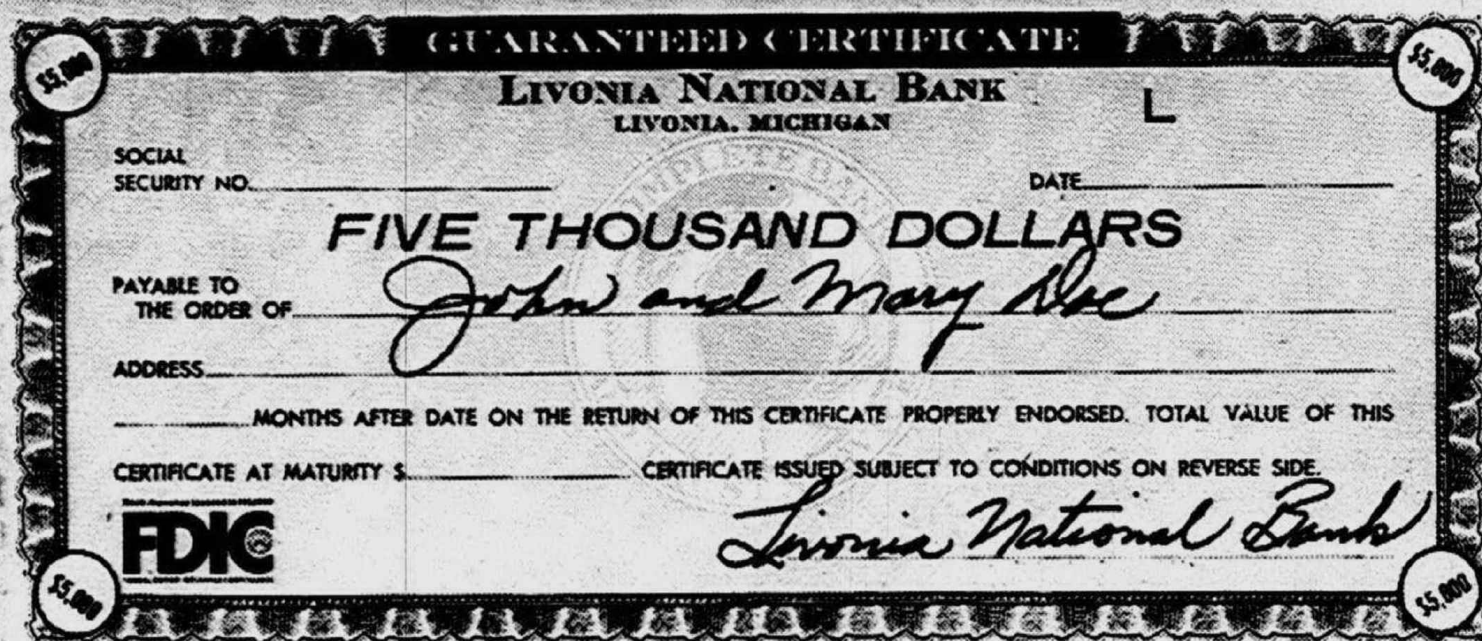 GUARANTEED CERTIFICATE
$5,000 $5,000
LIVONIA NATIONAL BANK L
LIVONIA, MICHIGAN
SOCIAL
SECURITY NO. DATE
FIVE THOUSAND DOLLARS
PAYABLE TO
THE ORDER OF John and Mary Doe
ADDRESS
MONTHS AFTER DATE ON THE RETURN OF THIS CERTIFICATE PROPERLY ENDORSED. TOTAL VALUE OF THIS
CERTIFICATE AT MATURITY $ CERTIFICATE ISSUED SUBJECT TO CONDITIONS ON REVERSE SIDE.
FDIC Livonia National Bank
$5,000 $5,000